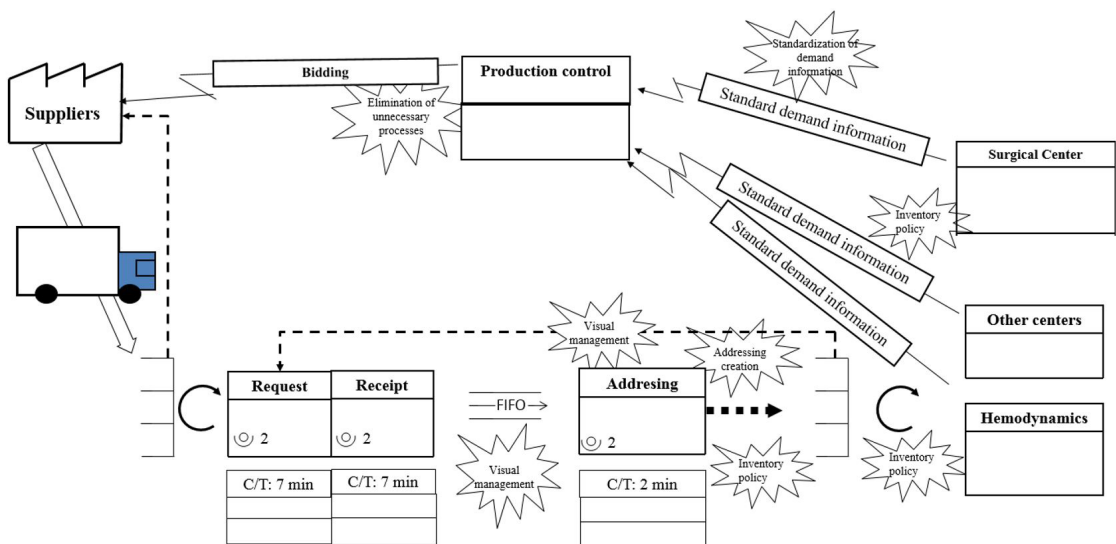 Standardization of
demand
information
Bidding
Production control
Suppliers
Elimination of
unnecessary
processes
Standard demand information
Surgical Center
Standard demand information
Inventory
policy
Standard demand information
Other centers
Visual
management
Addressing
creation
Request
Receipt
FIFO
Addresing
Hemodynamics
2
2
2
Visual
management
Inventory
policy
Inventory
policy
C/T: 7 min
C/T: 7 min
C/T: 2 min